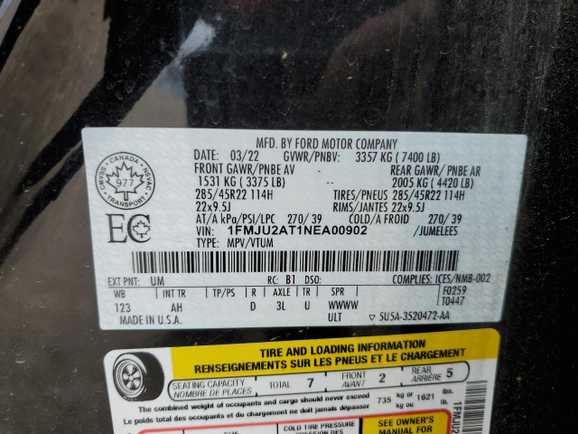 MFD. BY FORD MOTOR COMPANY
DATE: 03/22 GVWR/PNBV: 3357 KG ( 7400 LB)
FRONT GAWR/PNBE AV REAR GAWR/ PNBE AR
1531 KG ( 3375 LB) 2005 KG ( 4420 LB)
285/45R22 114H TIRES/PNEUS 285/45R22 114H
22x9.5J RIMS/JANTES 22x9.5J
AT/A kPa/PSI/LPC 270 /39 COLD/A FROID 270 /39
VIN: 1FMJU2AT1NEA00902 /JUMELEES
TYPE: MPV/VTUM
CANADA
977
TRANSPORT
EC
EXT PNT: UM RC: B1 DSO: COMPLIES: ICES/NMB-002
WB INT TR TP/PS R AXLE TR SPR F0259
123 AH D 3L U WWWW T0447
MADE IN U.S.A. ULT 5U5A-3520472-AA
TIRE AND LOADING INFORMATION
RENSEIGNEMENTS SUR LES PNEUS ET LE CHARGEMENT
SEATING CAPACITY TOTAL 7 FRONT 2 REAR 5
NOMBRE DE PLACES AVANT ARRIÈRE
The combined weight of occupants and cargo should never exceed 735 kg or 1621 lbs.
Le poids total des occupants et du chargement ne doit jamais dépasser kg ou lb.
COLD TIRE PRESSURE SEE OWNER'S
MANUAL FOR
1FMJU2